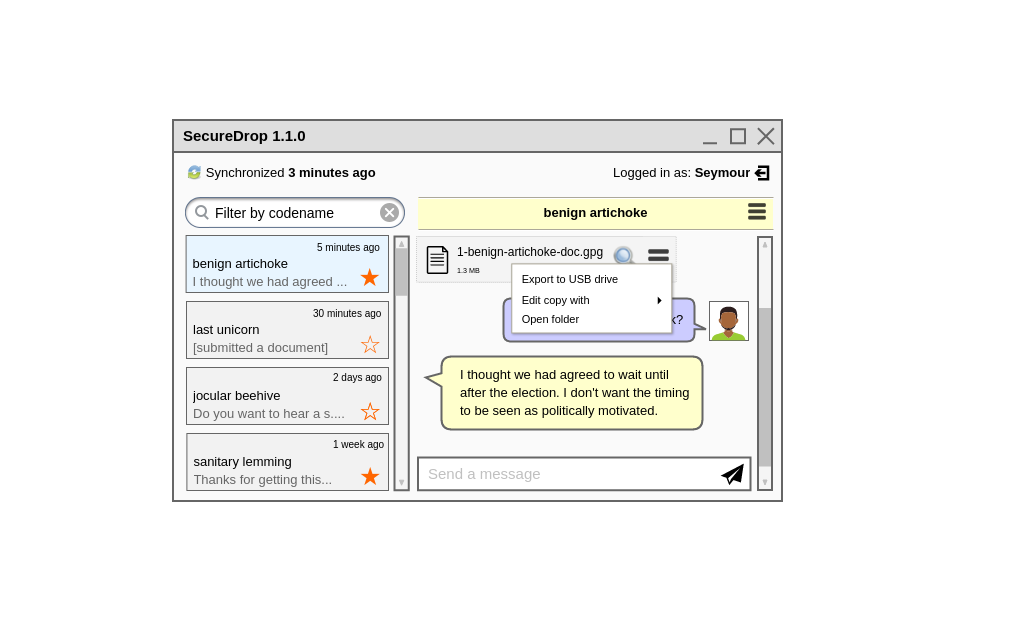 SecureDrop 1.1.0
Synchronized 3 minutes ago
Logged in as: Seymour
Filter by codename
5 minutes ago
benign artichoke
I thought we had agreed ...
30 minutes ago
last unicorn
[submitted a document]
2 days ago
jocular beehive
Do you want to hear a s....
1 week ago
sanitary lemming
Thanks for getting this...
benign artichoke
1-benign-artichoke-doc.gpg
1.3 MB
Export to USB drive
Edit copy with
Open folder
I thought we had agreed to wait until
after the election. I don't want the timing
to be seen as politically motivated.
Send a message